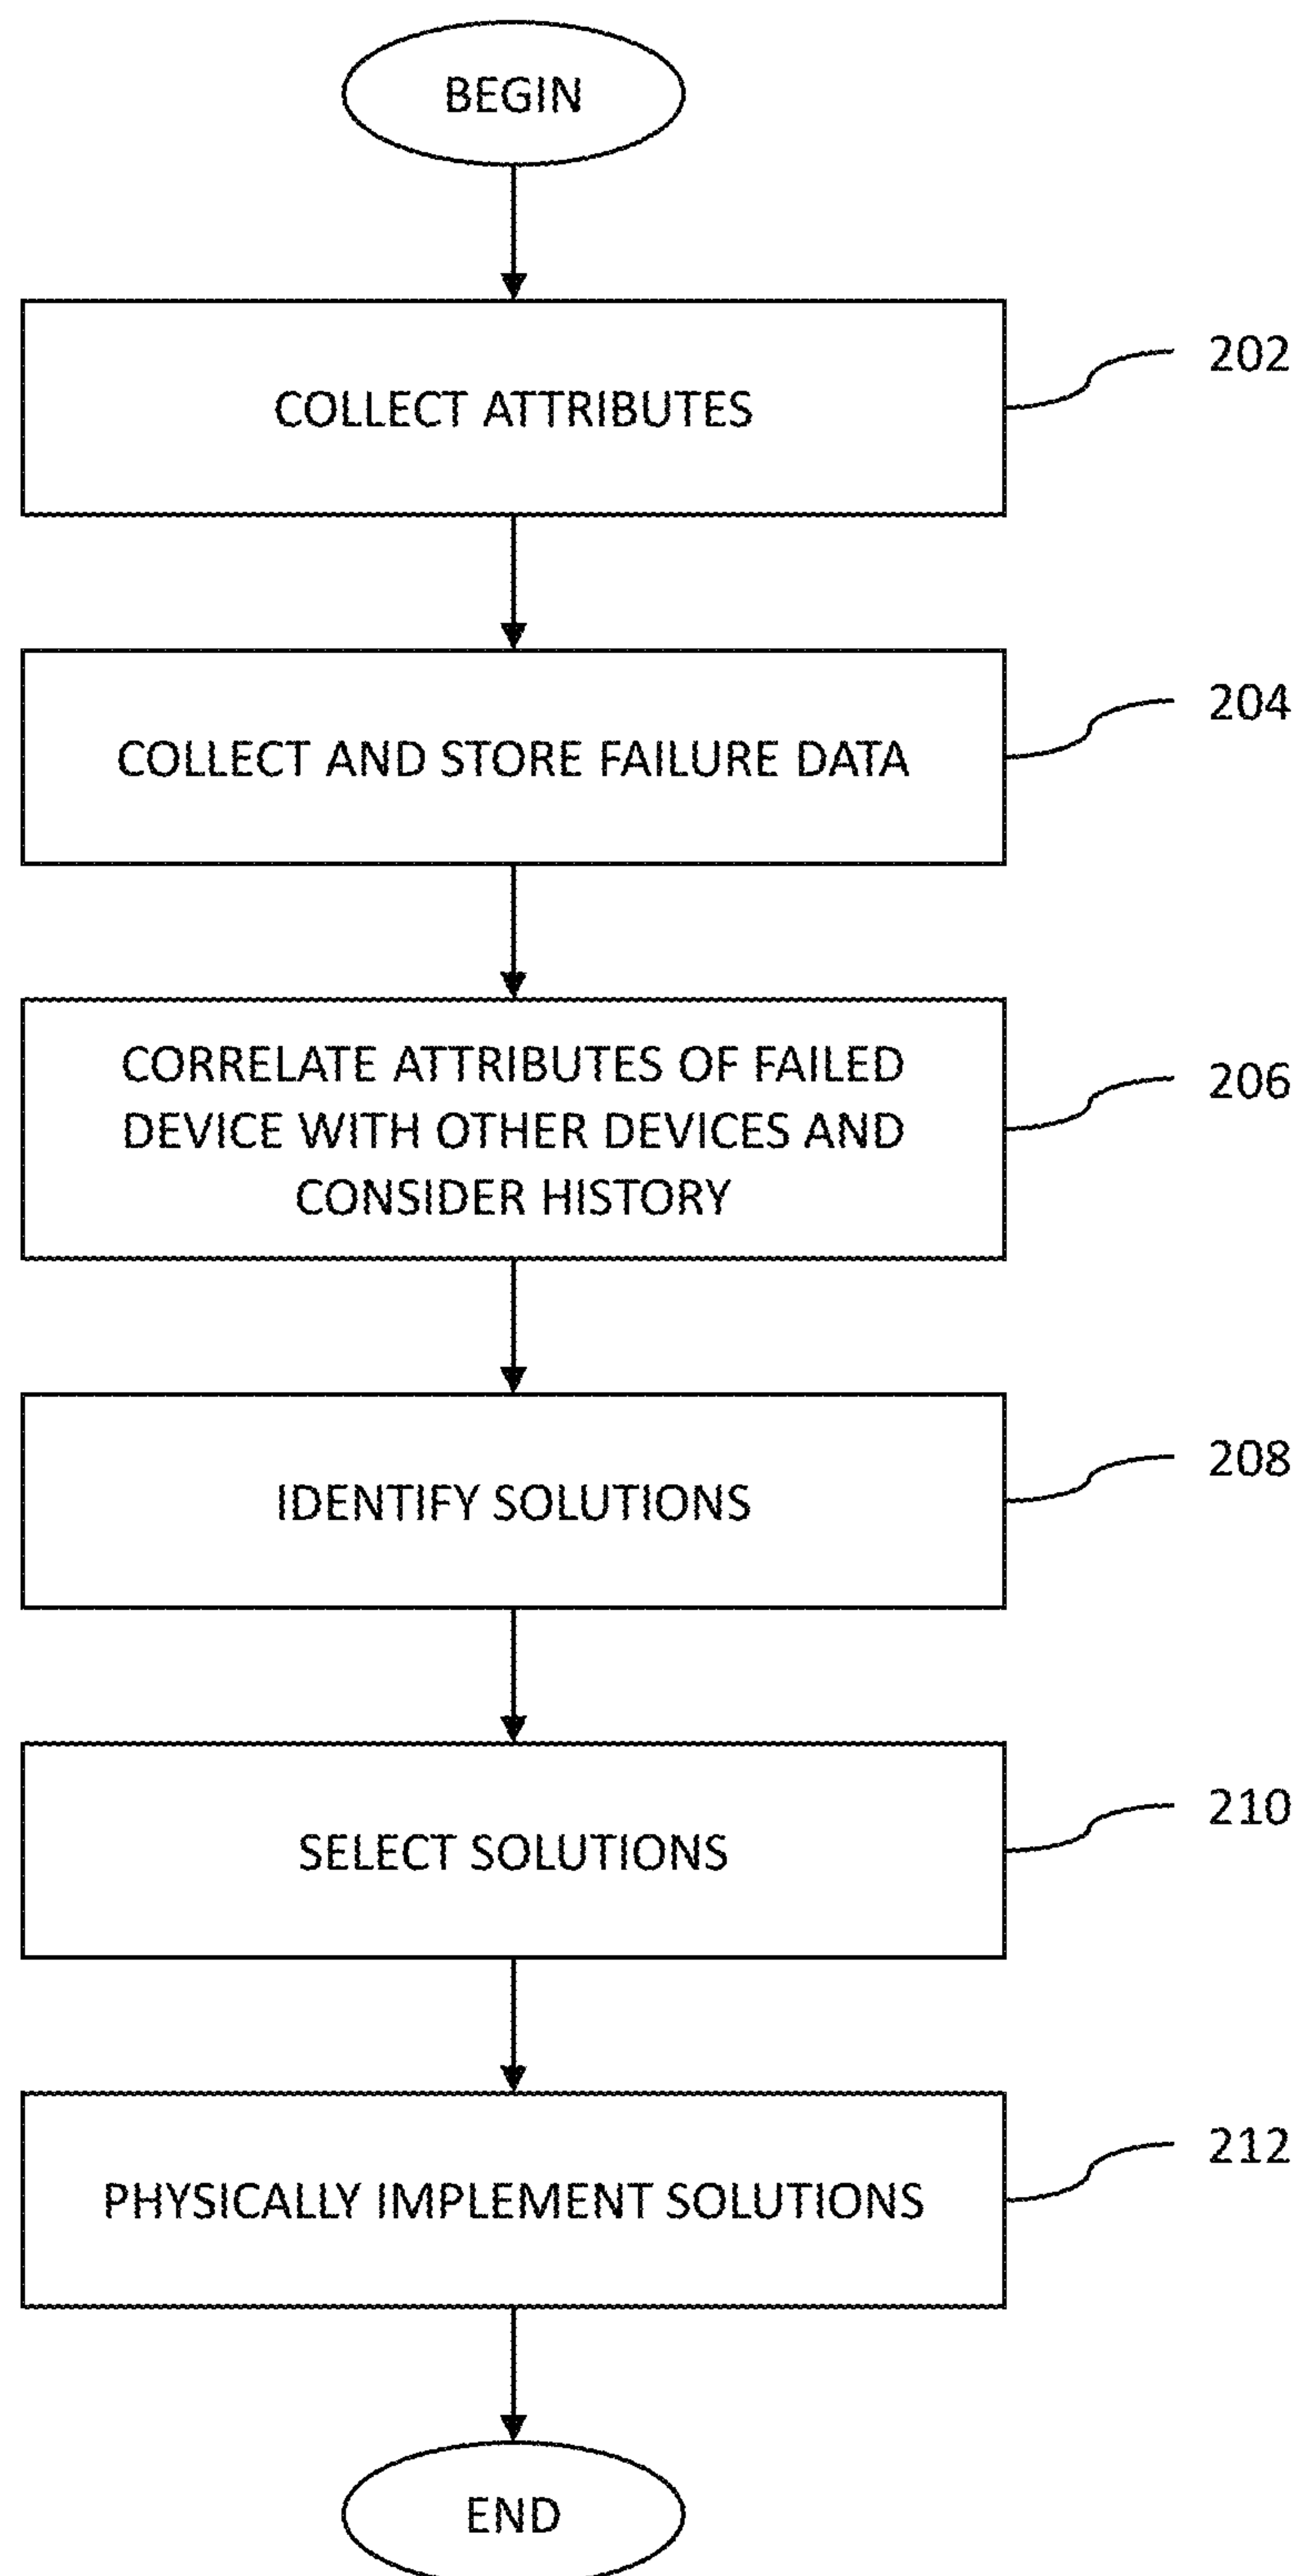 BEGIN
COLLECT ATTRIBUTES
202
COLLECT AND STORE FAILURE DATA
204
CORRELATE ATTRIBUTES OF FAILED
DEVICE WITH OTHER DEVICES AND
CONSIDER HISTORY
206
IDENTIFY SOLUTIONS
208
SELECT SOLUTIONS
210
PHYSICALLY IMPLEMENT SOLUTIONS
212
END